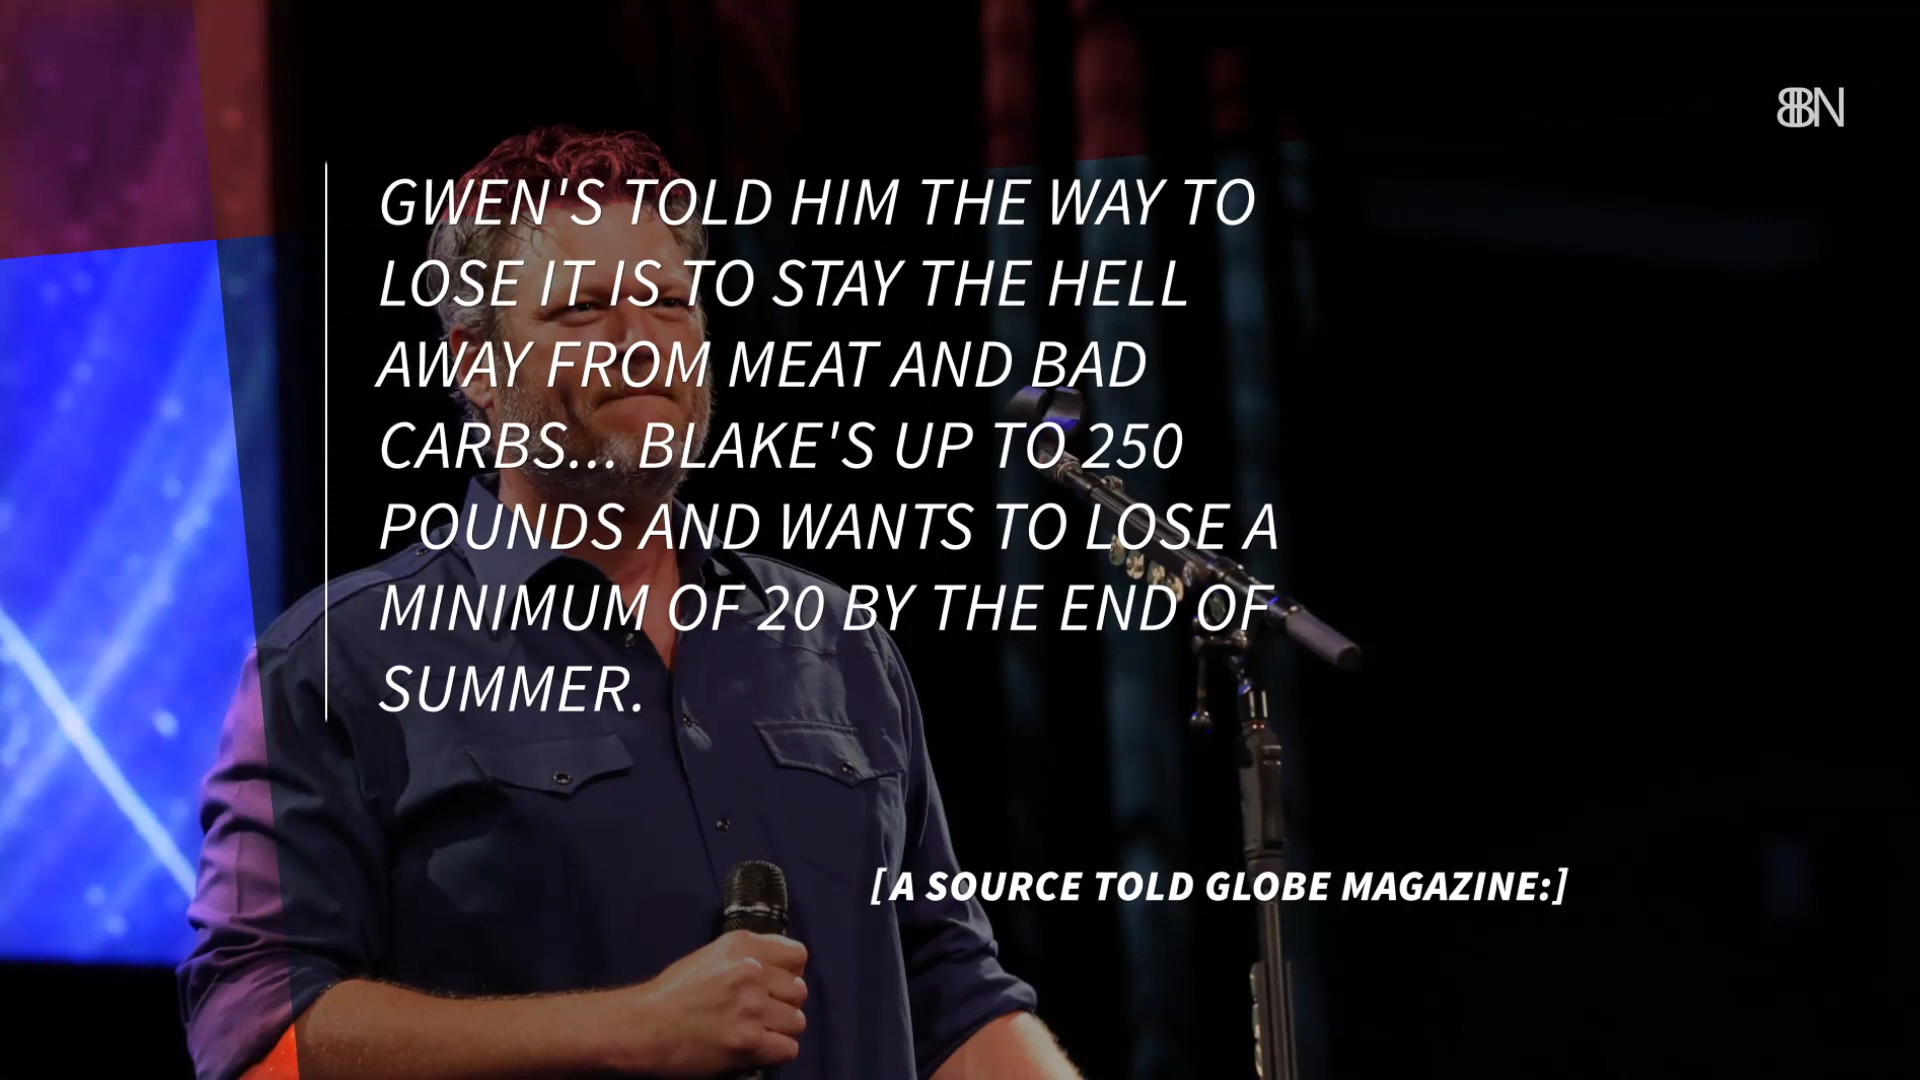 BBN
GWEN'S TOLD HIM THE WAY TO
LOSE IT IS TO STAY THE HELL
AWAY FROM MEAT AND BAD
CARBS... BLAKE'S UP TO 250
POUNDS AND WANTS TO LOSE A
MINIMUM OF 20 BY THE END OF
SUMMER.
[A SOURCE TOLD GLOBE MAGAZINE:]